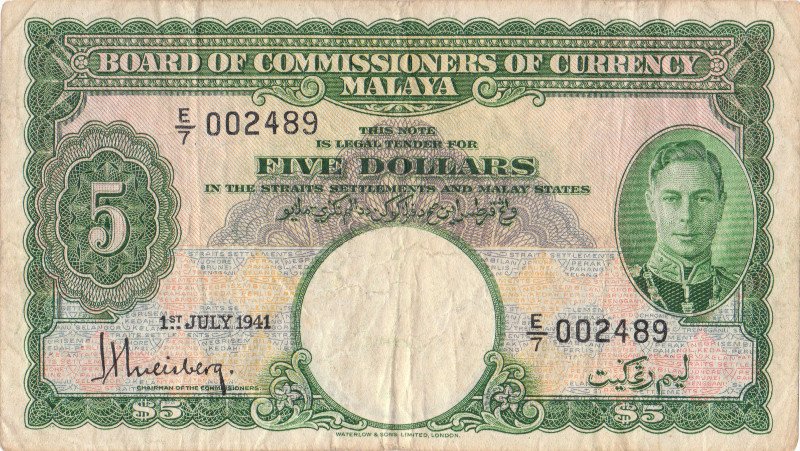 BOARD OF COMMISSIONERS OF CURRENCY
MALAYA
E/7 002489
THIS NOTE
IS LEGAL TENDER FOR
FIVE DOLLARS
IN THE STRAITS SETTLEMENTS AND MALAY STATES
5
1ST JULY 1941
E/7 002489
CHAIRMAN OF THE COMMISSIONERS
ليم رڠݢيت
$5
$5
WATERLOW & SONS, LIMITED, LONDON.